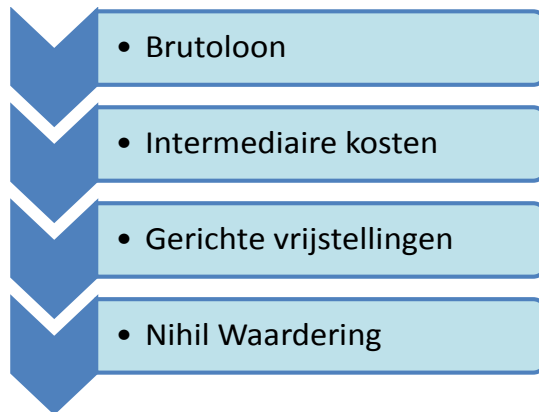 • Brutoloon
• Intermediaire kosten
• Gerichte vrijstellingen
• Nihil Waardering